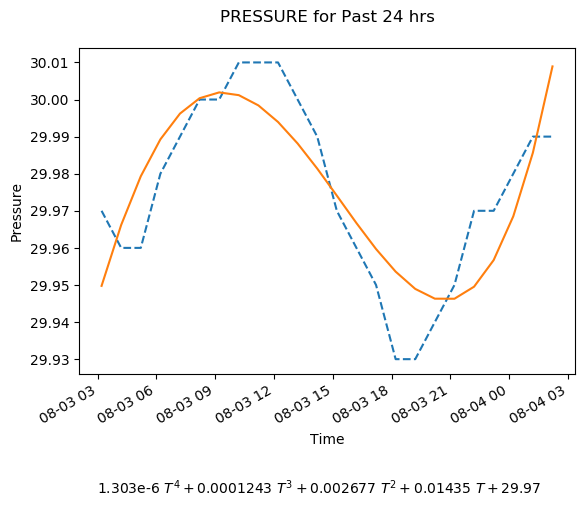 PRESSURE for Past 24 hrs
30.01
30.00
29.99
29.98
29.97
29.96
29.95
29.94
29.93
Pressure
08-03 03 08-03 06 08-03 09 08-03 12 08-03 15 08-03 18 08-03 21 08-04 00 08-04 03
Time
1.303e-6 T⁴ + 0.0001243 T³ + 0.002677 T² + 0.01435 T + 29.97